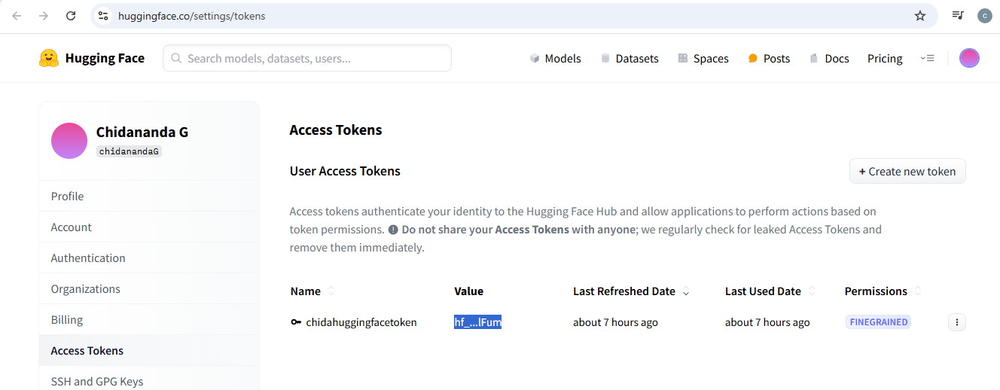 huggingface.co/settings/tokens
c
Hugging Face
Search models, datasets, users...
Models
Datasets
Spaces
Posts
Docs
Pricing
Chidananda G
chidanandaG
Profile
Account
Authentication
Organizations
Billing
Access Tokens
SSH and GPG Keys
Access Tokens
User Access Tokens
+ Create new token
Access tokens authenticate your identity to the Hugging Face Hub and allow applications to perform actions based on
token permissions. Do not share your Access Tokens with anyone; we regularly check for leaked Access Tokens and
remove them immediately.
Name Value Last Refreshed Date Last Used Date Permissions
chidahuggingfacetoken hf_...lFum about 7 hours ago about 7 hours ago FINEGRAINED